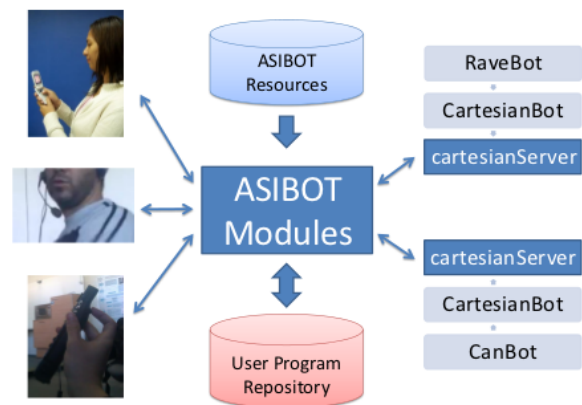 ASIBOT
Resources
RaveBot
CartesianBot
cartesianServer
ASIBOT
Modules
cartesianServer
CartesianBot
CanBot
User Program
Repository